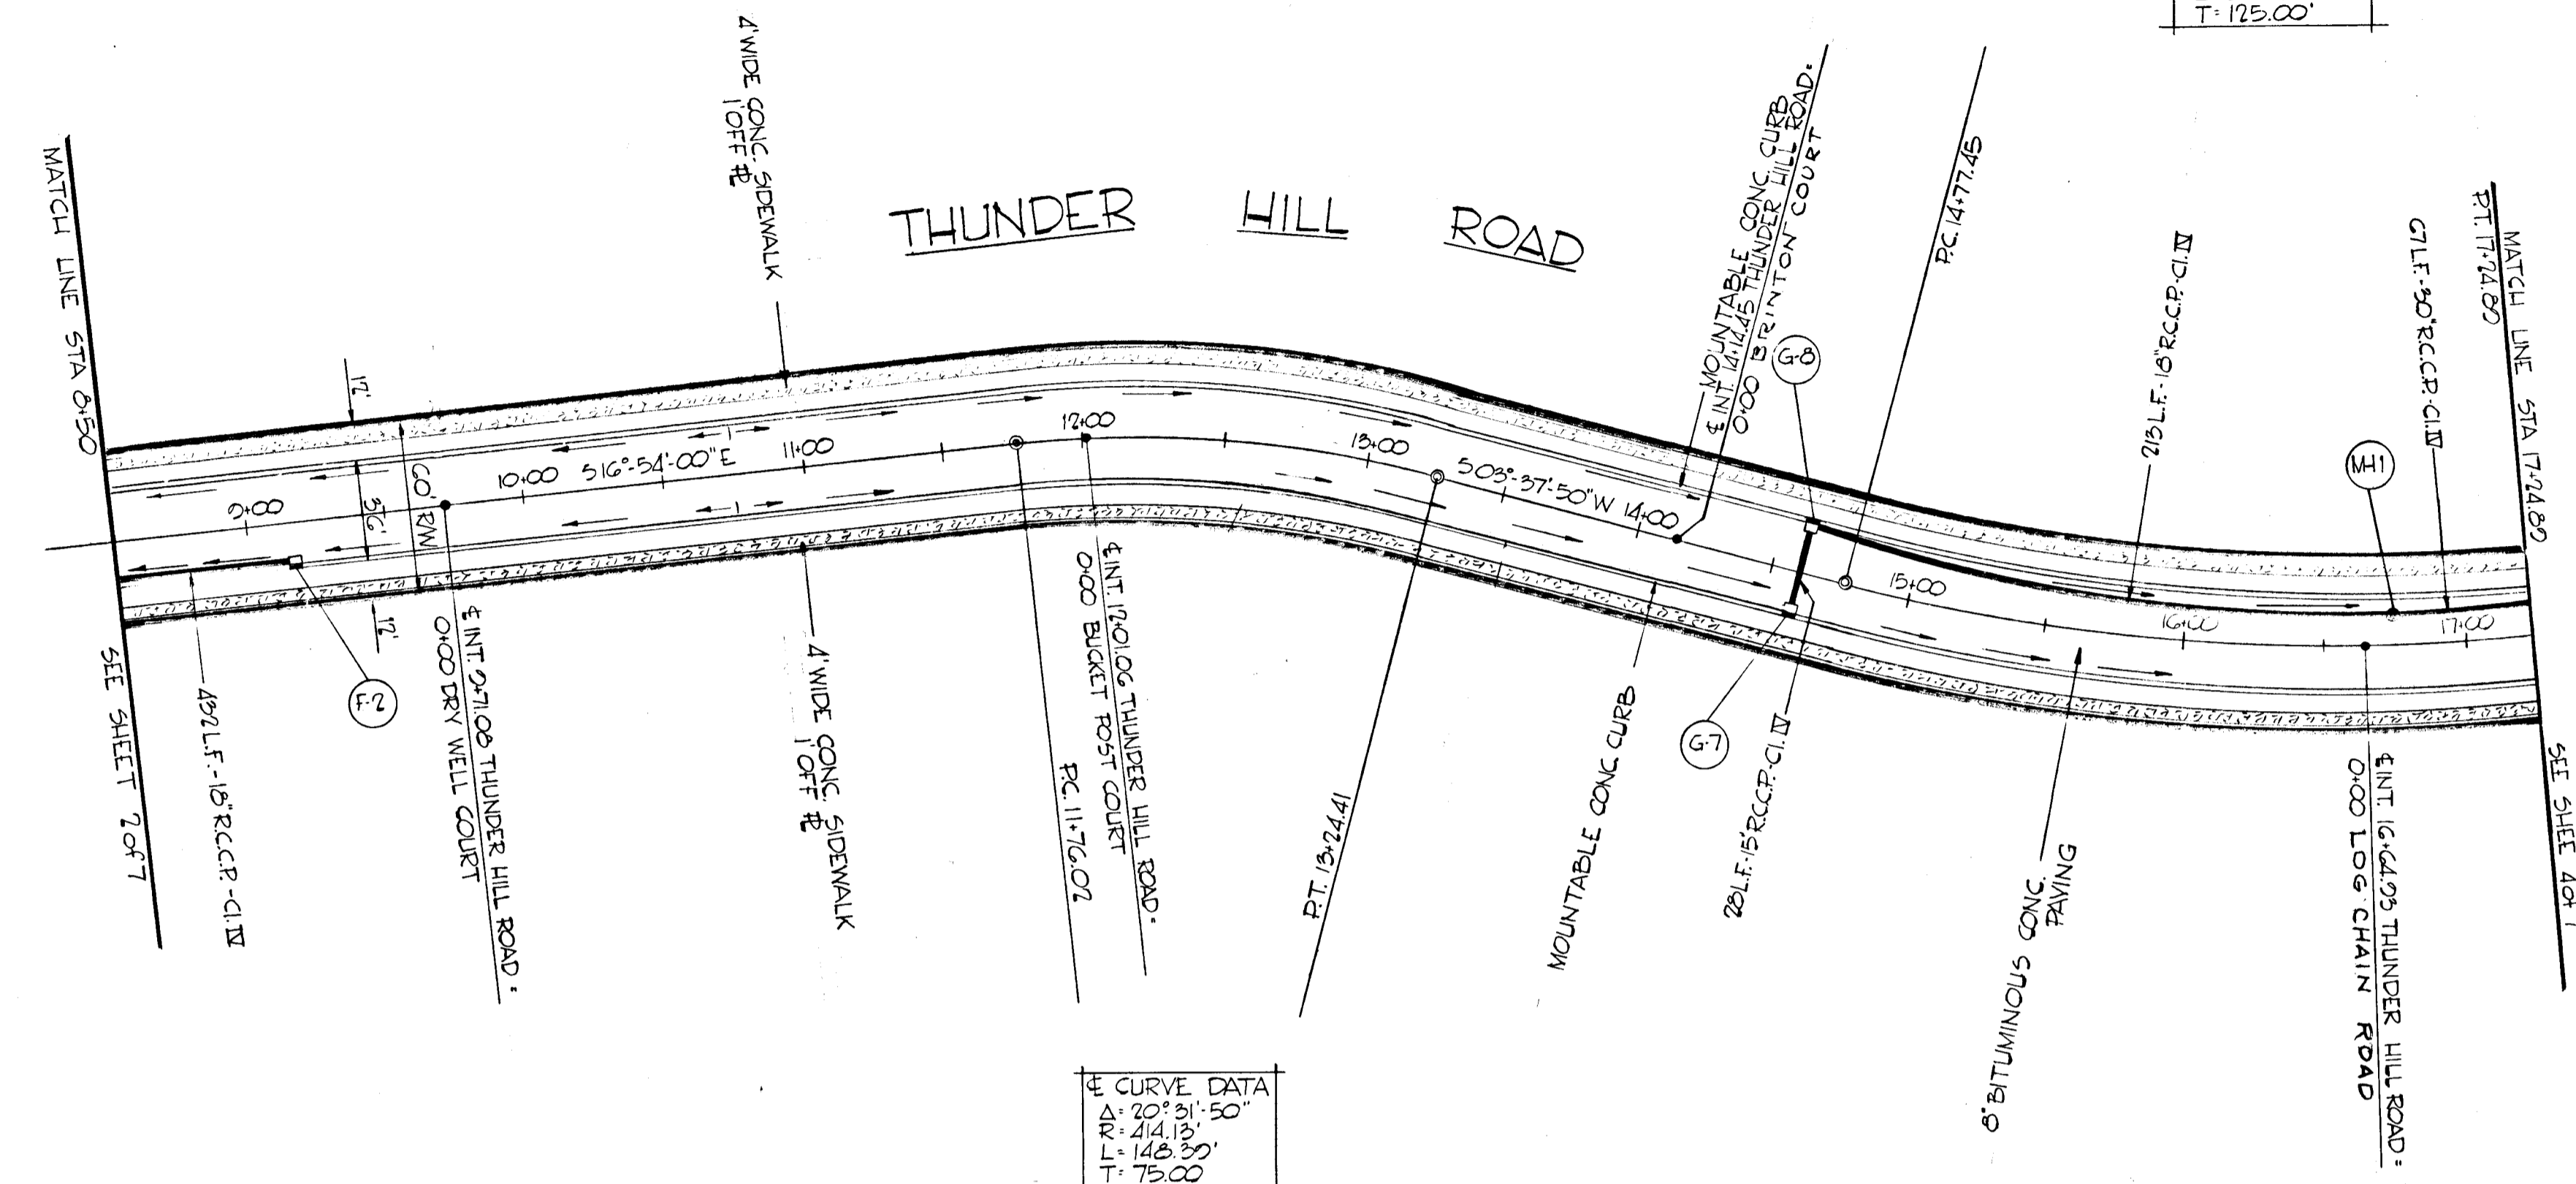 T= 125.00'
THUNDER HILL ROAD
MATCH LINE STA 8+50
SEE SHEET 2 of 7
12'
36'
60' R/W
12'
9+00
10+00
S16°-54'-00"E
11+00
12+00
13+00
S03°-37'-50"W
14+00
15+00
16+00
17+00
4' WIDE CONC. SIDEWALK
1' OFF ⅊
MOUNTABLE CONC. CURB
℄ INT. 14+14.45 THUNDER HILL ROAD=
0+00 BRINTON COURT
G-8
P.C. 14+77.45
213 L.F.-18" R.C.C.P.-Cl. IV
M-1
67 L.F.-30" R.C.C.P.-Cl. IV
P.T. 17+24.89
MATCH LINE STA 17+24.89
432 L.F.-18" R.C.C.P.-Cl. IV
F-2
℄ INT. 9+71.08 THUNDER HILL ROAD=
0+00 DRY WELL COURT
4' WIDE CONC. SIDEWALK
1' OFF ⅊
P.C. 11+76.02
℄ INT. 12+01.06 THUNDER HILL ROAD=
0+00 BUCKET POST COURT
P.T. 13+24.41
MOUNTABLE CONC. CURB
G-7
28 L.F.-15" R.C.C.P.-Cl. IV
8" BITUMINOUS CONC.
PAVING
℄ INT. 16+64.93 THUNDER HILL ROAD=
0+00 LOG CHAIN ROAD
SEE SHEE 4 of 7
℄ CURVE DATA
Δ= 20°31'-50"
R= 414.13'
L= 148.39'
T= 75.00